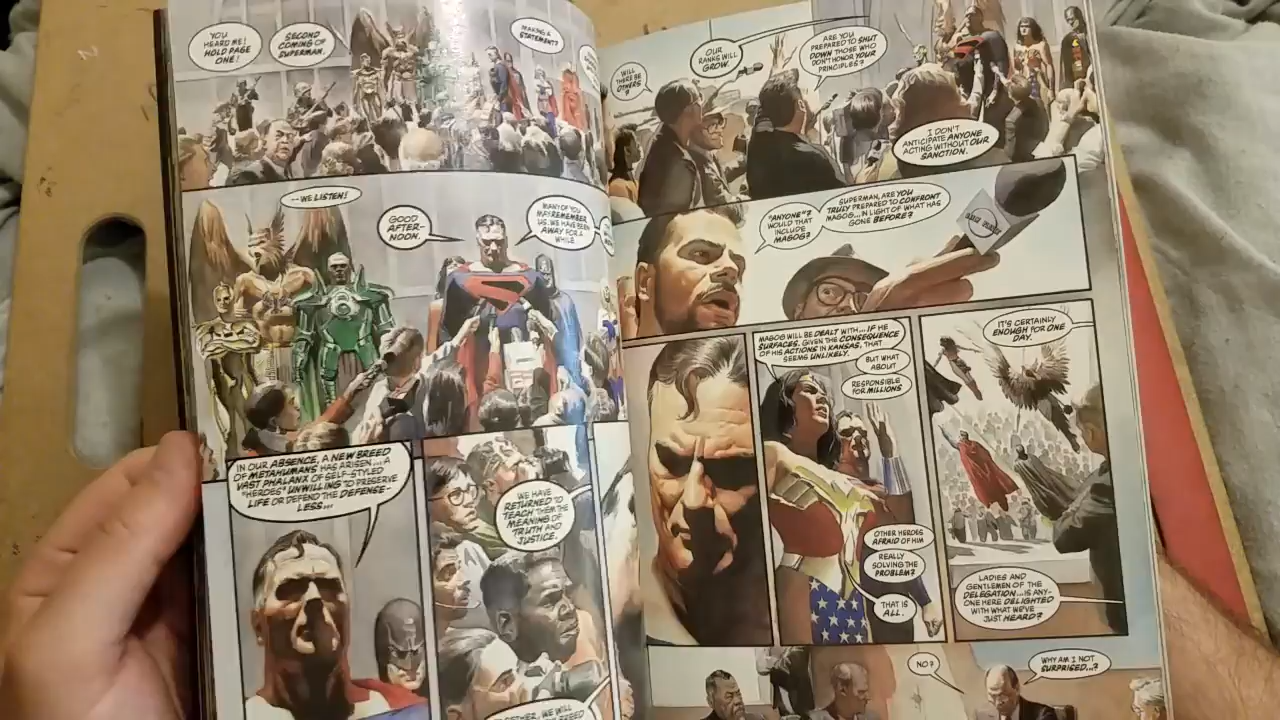 YOU
HEARD ME!
HOLD PAGE
ONE!
SECOND
COMING OF
SUPERMAN.
MAKING A
STATEMENT?
--WE LISTEN!
GOOD
AFTER-
NOON.
MANY OF YOU
MAY REMEMBER
US. WE HAVE BEEN
AWAY FOR A
WHILE.
IN OUR ABSENCE, A NEW BREED
OF METAHUMANS HAS ARISEN... A
VAST PHALANX OF SELF-STYLED
"HEROES" UNWILLING TO PRESERVE
LIFE OR DEFEND THE DEFENSE-
LESS...
WE HAVE
RETURNED TO
TEACH THEM THE
MEANING OF
TRUTH AND
JUSTICE.
WE WILL
WILL
THERE BE
OTHERS?
OUR
RANKS WILL
GROW.
ARE YOU
PREPARED TO SHUT
DOWN THOSE WHO
DON'T HONOR YOUR
PRINCIPLES?
I DON'T
ANTICIPATE ANYONE
ACTING WITHOUT OUR
SANCTION.
"ANYONE"?
WOULD THAT
INCLUDE
MAGOG?
SUPERMAN, ARE YOU
TRULY PREPARED TO CONFRONT
MAGOG... IN LIGHT OF WHAT HAS
GONE BEFORE?
MAGOG WILL BE DEALT WITH... IF HE
SURFACES. GIVEN THE CONSEQUENCE
OF HIS ACTIONS IN KANSAS, THAT
SEEMS UNLIKELY.
BUT WHAT
ABOUT
RESPONSIBLE
FOR MILLIONS
OTHER HEROES
AFRAID OF HIM
REALLY
SOLVING THE
PROBLEM?
THAT IS
ALL.
IT'S CERTAINLY
ENOUGH FOR ONE
DAY.
LADIES AND
GENTLEMEN OF THE
DELEGATION... IS ANY-
ONE HERE DELIGHTED
WITH WHAT WE'VE
JUST HEARD?
NO?
WHY AM I NOT
SURPRISED...?